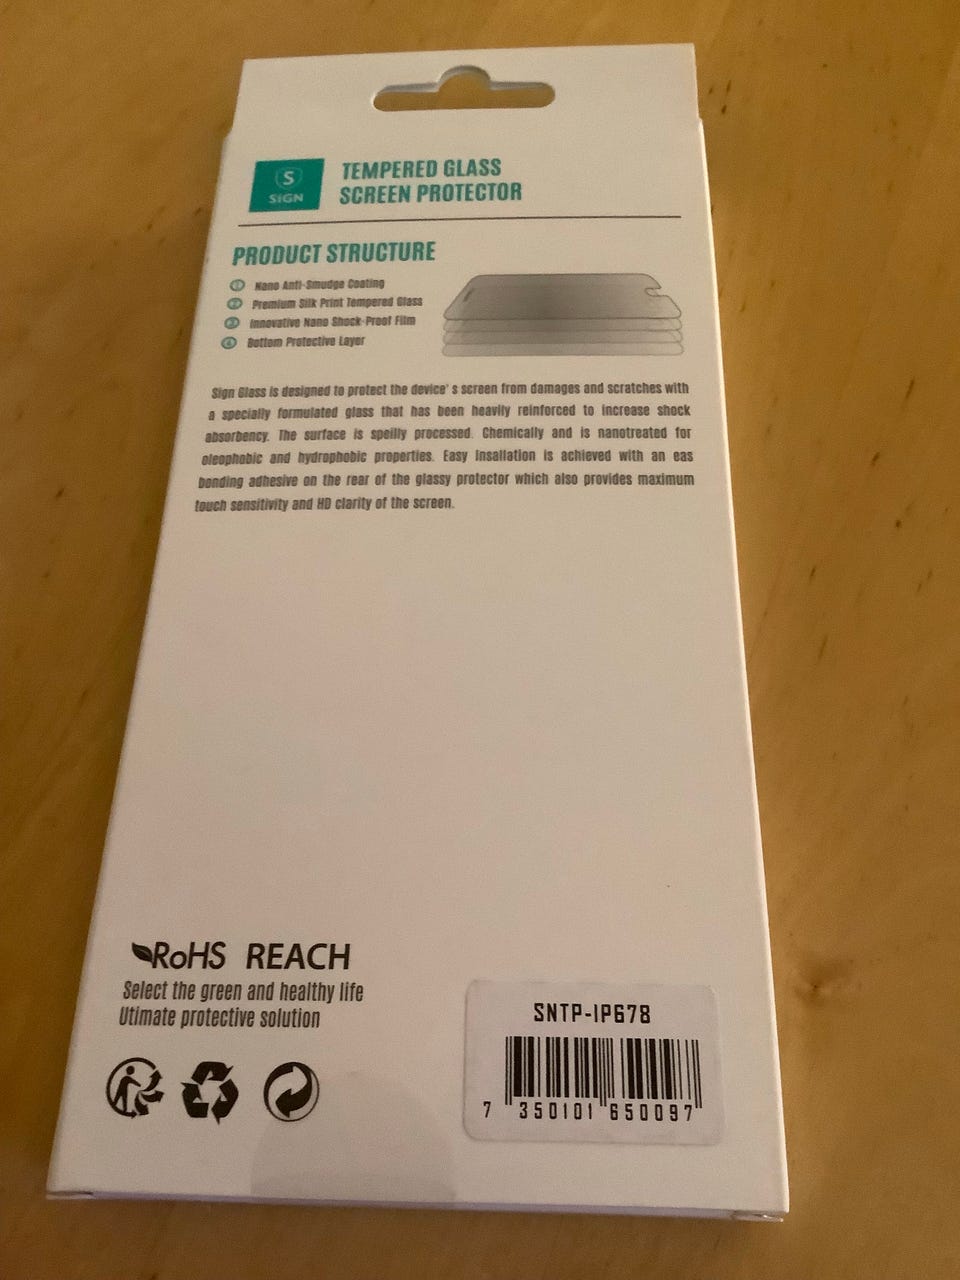 S
SiGN
TEMPERED GLASS
SCREEN PROTECTOR
PRODUCT STRUCTURE
1 Nano Anti-Smudge Coating
2 Premium Silk Print Tempered Glass
3 Innovative Nano Shock-Proof Film
4 Bottom Protective Layer
Sign Glass is designed to protect the device' s screen from damages and scratches with
a specially formulated glass that has been heavily reinforced to increase shock
absorbency. The surface is speilly processed. Chemically and is nanotreated for
oleophobic and hydrophobic properties. Easy Insallation is achieved with an eas
bonding adhesive on the rear of the glassy protector which also provides maximum
touch sensitivity and HD clarity of the screen.
RoHS REACH
Select the green and healthy life
Utimate protective solution
SNTP-IP678
7 350101 650097